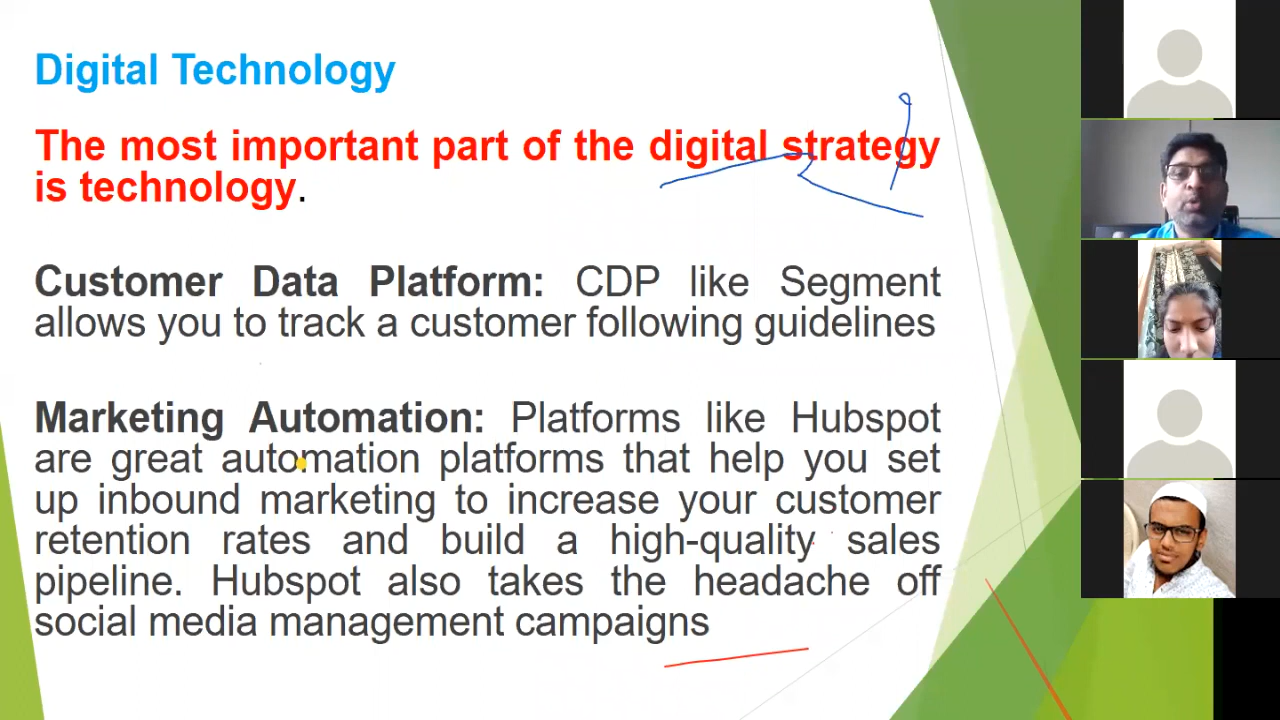 Digital Technology
The most important part of the digital strategy
is technology.
Customer Data Platform: CDP like Segment
allows you to track a customer following guidelines
Marketing Automation: Platforms like Hubspot
are great automation platforms that help you set
up inbound marketing to increase your customer
retention rates and build a high-quality sales
pipeline. Hubspot also takes the headache off
social media management campaigns